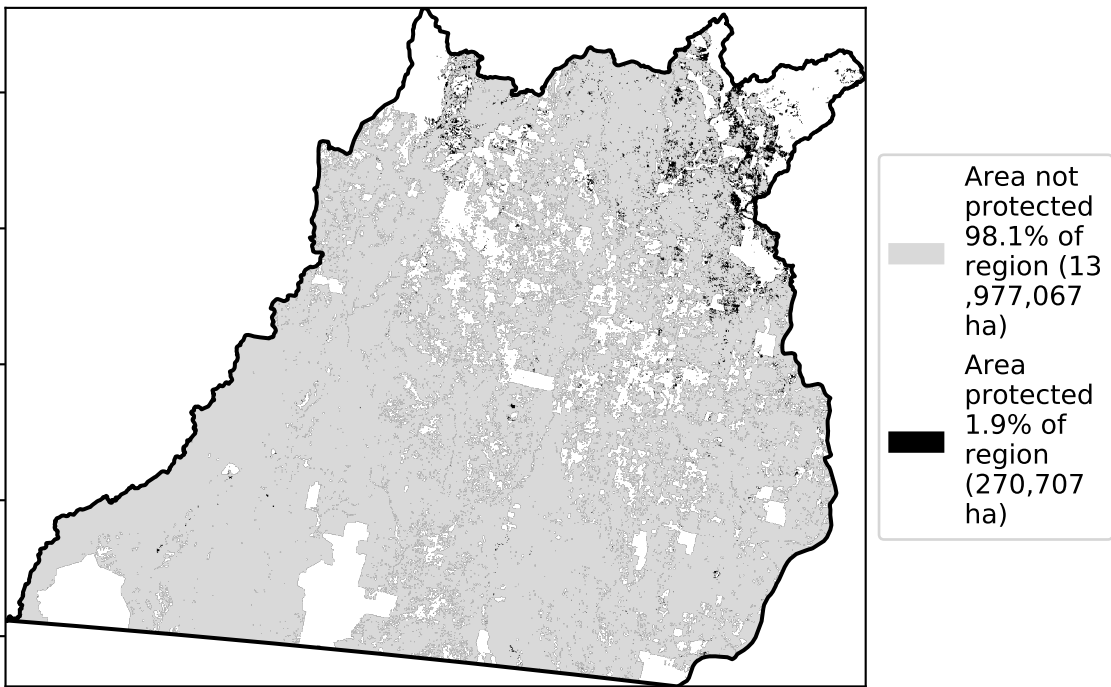 Area not
protected
98.1% of
region (13
,977,067
ha)
Area
protected
1.9% of
region
(270,707
ha)